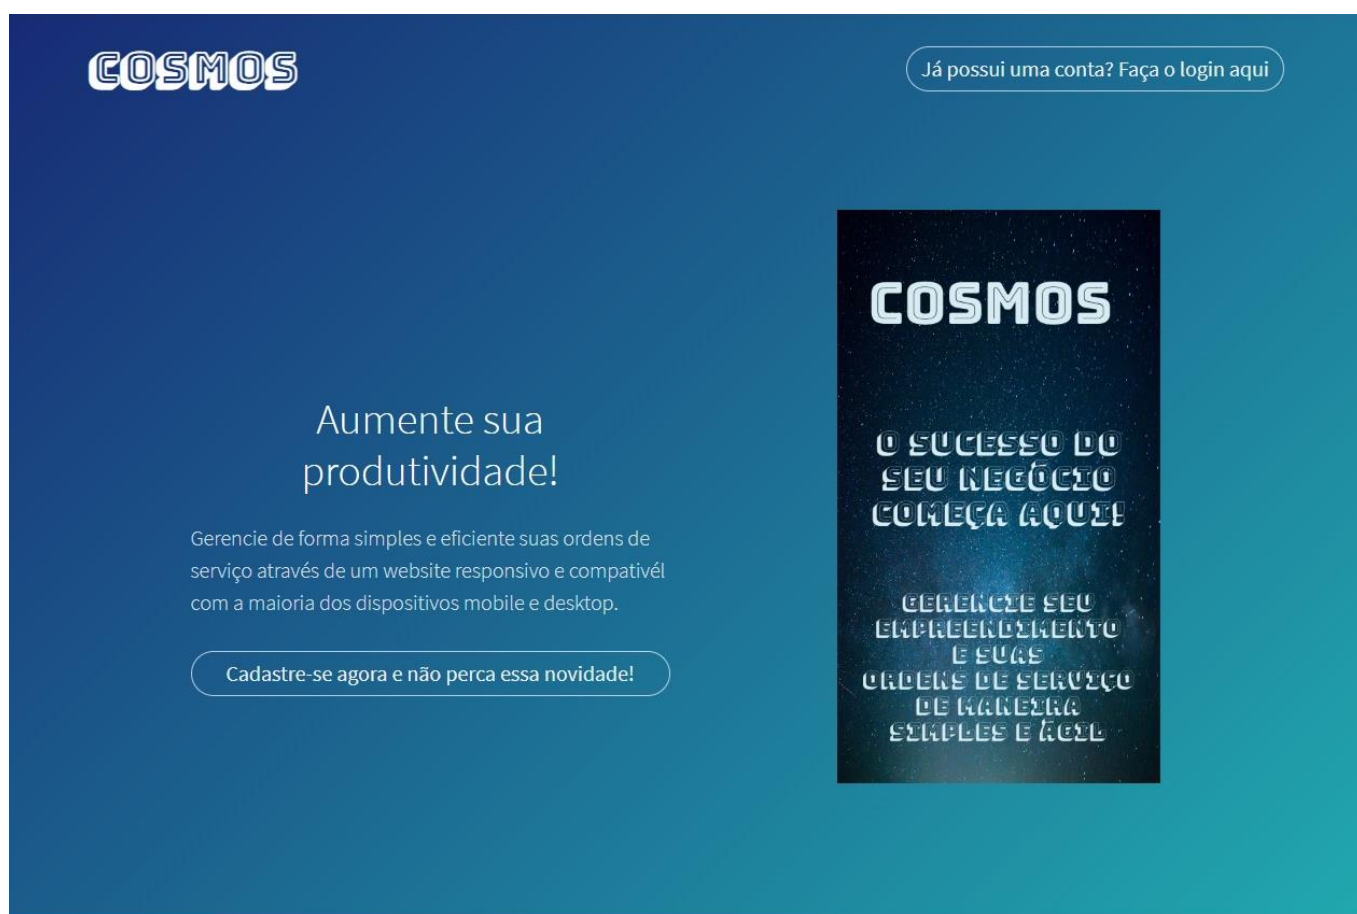 COSMOS
Já possui uma conta? Faça o login aqui
Aumente sua
produtividade!
Gerencie de forma simples e eficiente suas ordens de
serviço através de um website responsivo e compativél
com a maioria dos dispositivos mobile e desktop.
Cadastre-se agora e não perca essa novidade!
COSMOS
O SUCESSO DO
SEU NEGÓCIO
COMEÇA AQUI!
GERENCIE SEU
EMPREENDIMENTO
E SUAS
ORDENS DE SERVIÇO
DE MANEIRA
SIMPLES E ÁGIL